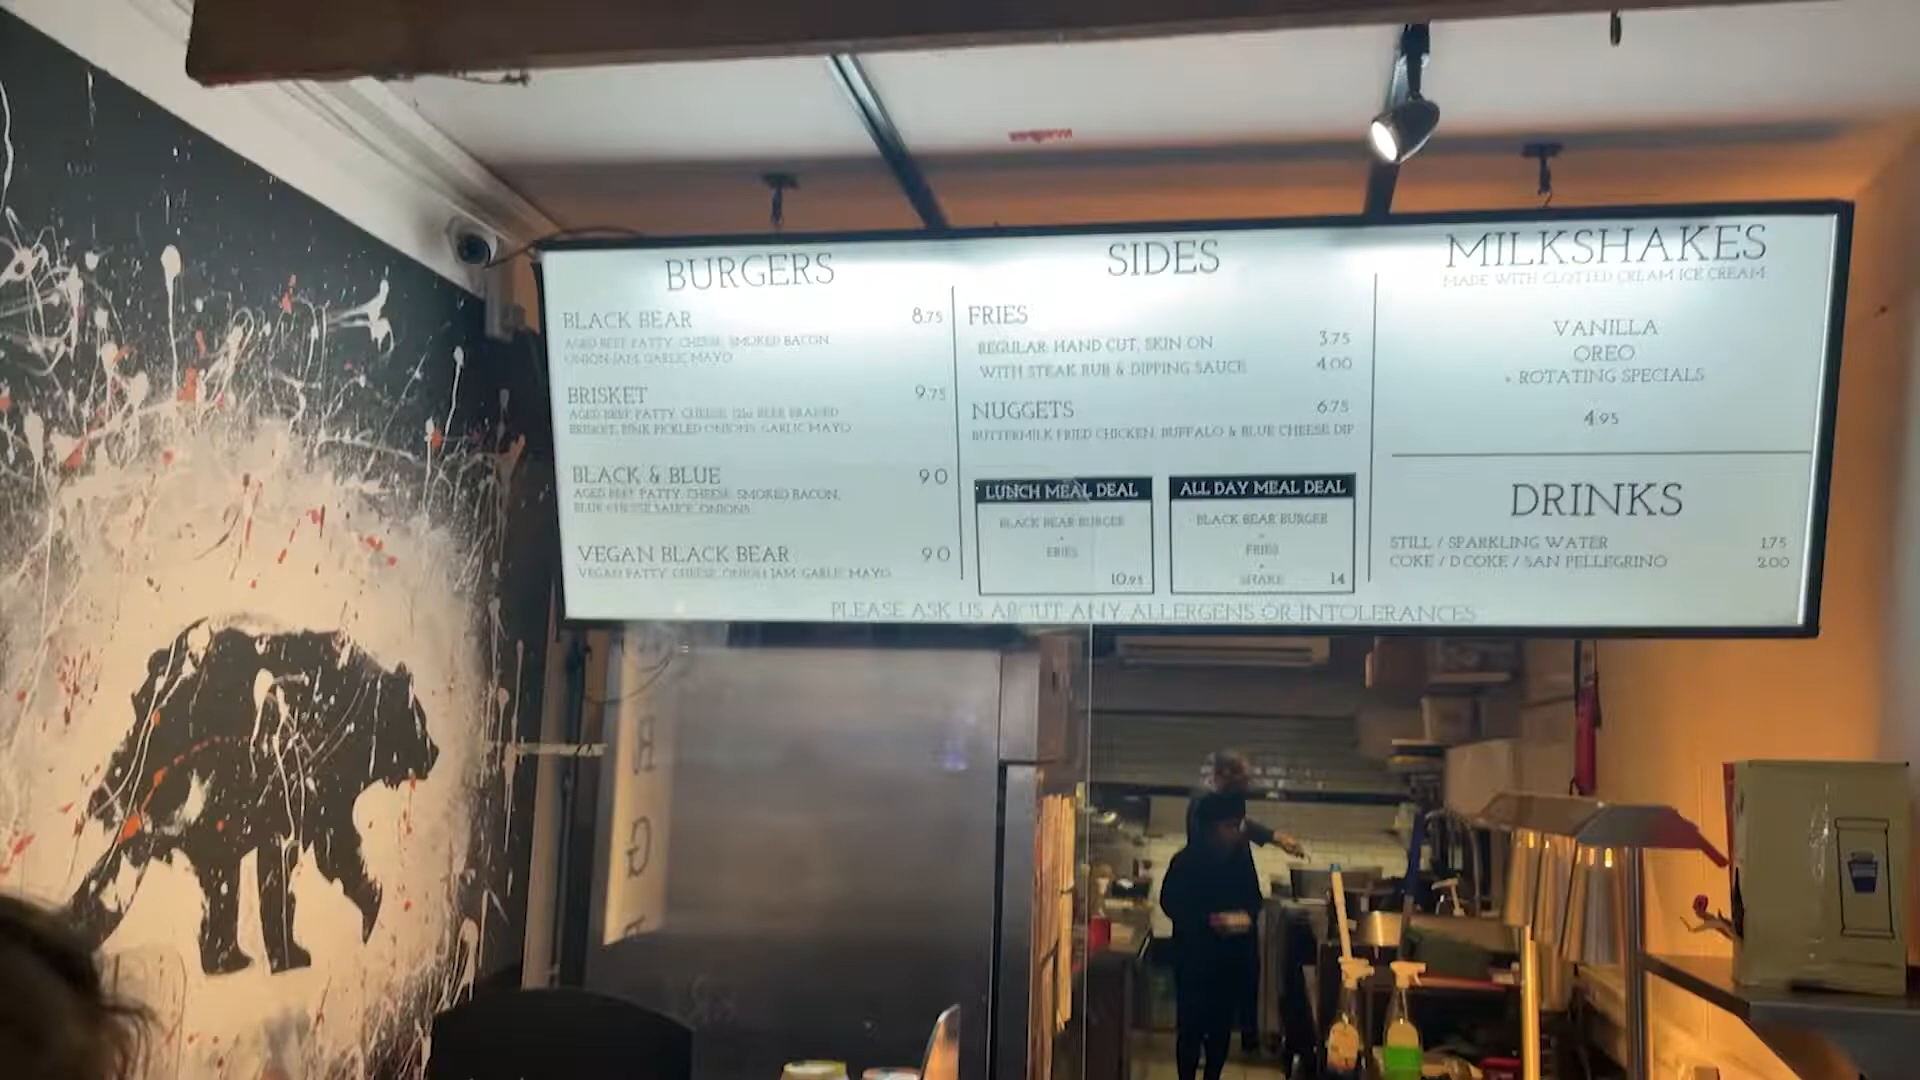 BURGERS
BLACK BEAR 8.75
AGED BEEF PATTY, CHEESE, SMOKED BACON,
ONION JAM, GARLIC MAYO
BRISKET 9.75
AGED BEEF PATTY, CHEESE, 12hr BEER BRAISED
BRISKET, PINK PICKLED ONIONS, GARLIC MAYO
BLACK & BLUE 9.0
AGED BEEF PATTY, CHEESE, SMOKED BACON,
BLUE CHEESE SAUCE, ONIONS
VEGAN BLACK BEAR 9.0
VEGAN PATTY, CHEESE, ONION JAM, GARLIC MAYO
SIDES
FRIES
REGULAR: HAND CUT, SKIN ON 3.75
WITH STEAK RUB & DIPPING SAUCE 4.00
NUGGETS 6.75
BUTTERMILK FRIED CHICKEN, BUFFALO & BLUE CHEESE DIP
LUNCH MEAL DEAL
BLACK BEAR BURGER
+
FRIES
10.95
ALL DAY MEAL DEAL
BLACK BEAR BURGER
+
FRIES
+
SHAKE 14
MILKSHAKES
MADE WITH CLOTTED CREAM ICE CREAM
VANILLA
OREO
+ ROTATING SPECIALS
4.95
DRINKS
STILL / SPARKLING WATER 1.75
COKE / D.COKE / SAN PELLEGRINO 2.00
PLEASE ASK US ABOUT ANY ALLERGENS OR INTOLERANCES